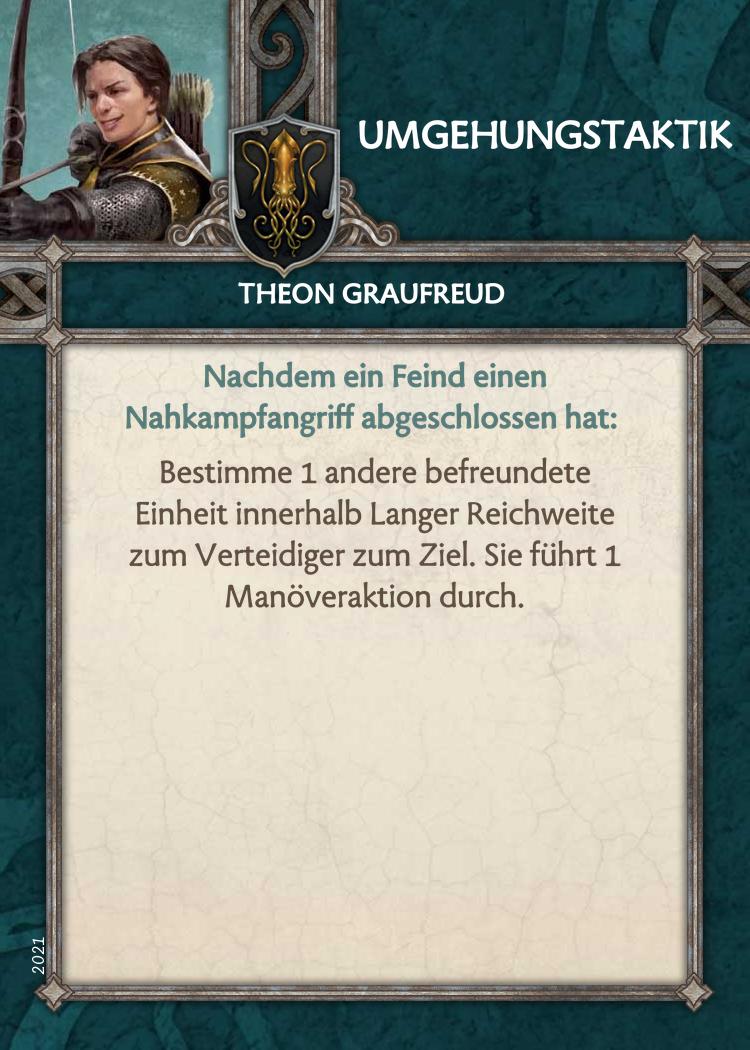 UMGEHUNGSTAKTIK
THEON GRAUFREUD
Nachdem ein Feind einen
Nahkampfangriff abgeschlossen hat:
Bestimme 1 andere befreundete
Einheit innerhalb Langer Reichweite
zum Verteidiger zum Ziel. Sie führt 1
Manöveraktion durch.
2021